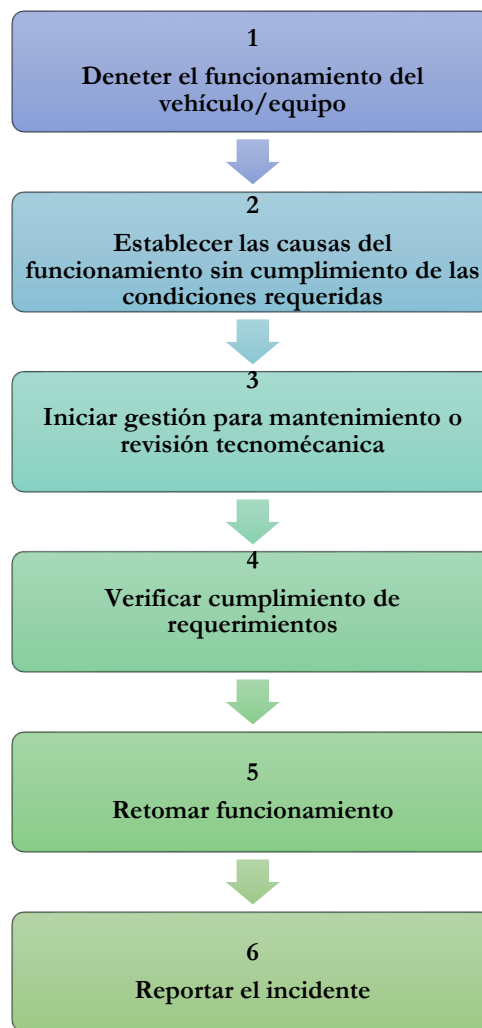 1
Deneter el funcionamiento del
vehículo/equipo
2
Establecer las causas del
funcionamiento sin cumplimiento de las
condiciones requeridas
3
Iniciar gestión para mantenimiento o
revisión tecnomécanica
4
Verificar cumplimiento de
requerimientos
5
Retomar funcionamiento
6
Reportar el incidente